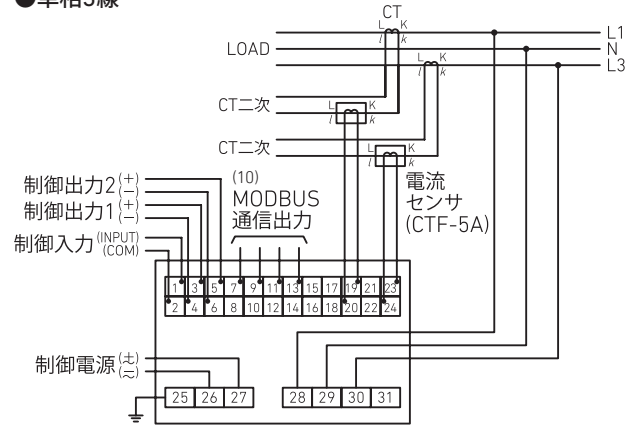 ●単相3線
CT
L K
l k
LOAD
L1
N
L3
L K
l k
CT二次
L K
l k
CT二次
L K
l k
電流
センサ
(CTF-5A)
(10)
MODBUS
通信出力
制御出力2(+)
(−)
制御出力1(+)
(−)
制御入力(INPUT)
(COM)
1 3 5 7 9 11 13 15 17 19 21 23
2 4 6 8 10 12 14 16 18 20 22 24
制御電源(±)
(≂)
25 26 27
28 29 30 31